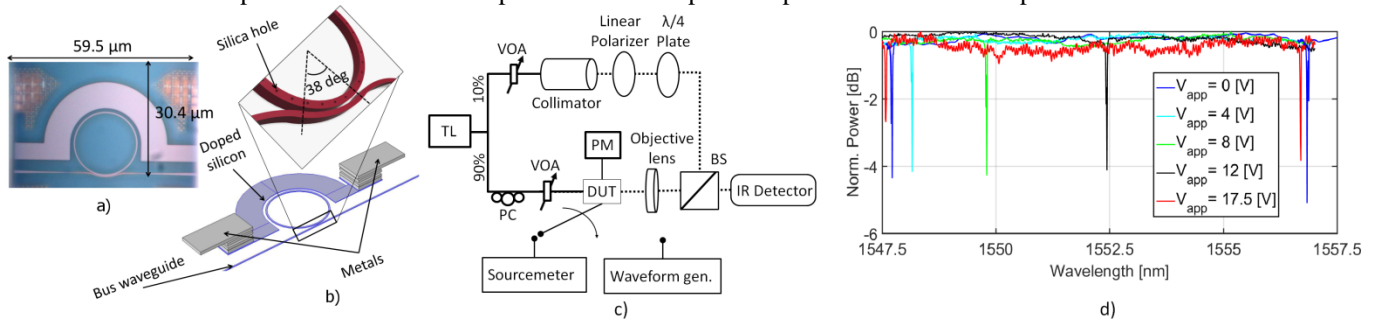 59.5 µm
30.4 µm
a)
Silica hole
38 deg
Doped
silicon
Metals
Bus waveguide
b)
TL
10%
90%
VOA
Collimator
Linear
Polarizer
λ/4
Plate
PC
VOA
PM
DUT
Objective
lens
BS
IR Detector
Sourcemeter
Waveform gen.
c)
Norm. Power [dB]
0
-2
-4
-6
1547.5
1550
1552.5
1555
1557.5
Wavelength [nm]
V_app = 0 [V]
V_app = 4 [V]
V_app = 8 [V]
V_app = 12 [V]
V_app = 17.5 [V]
d)